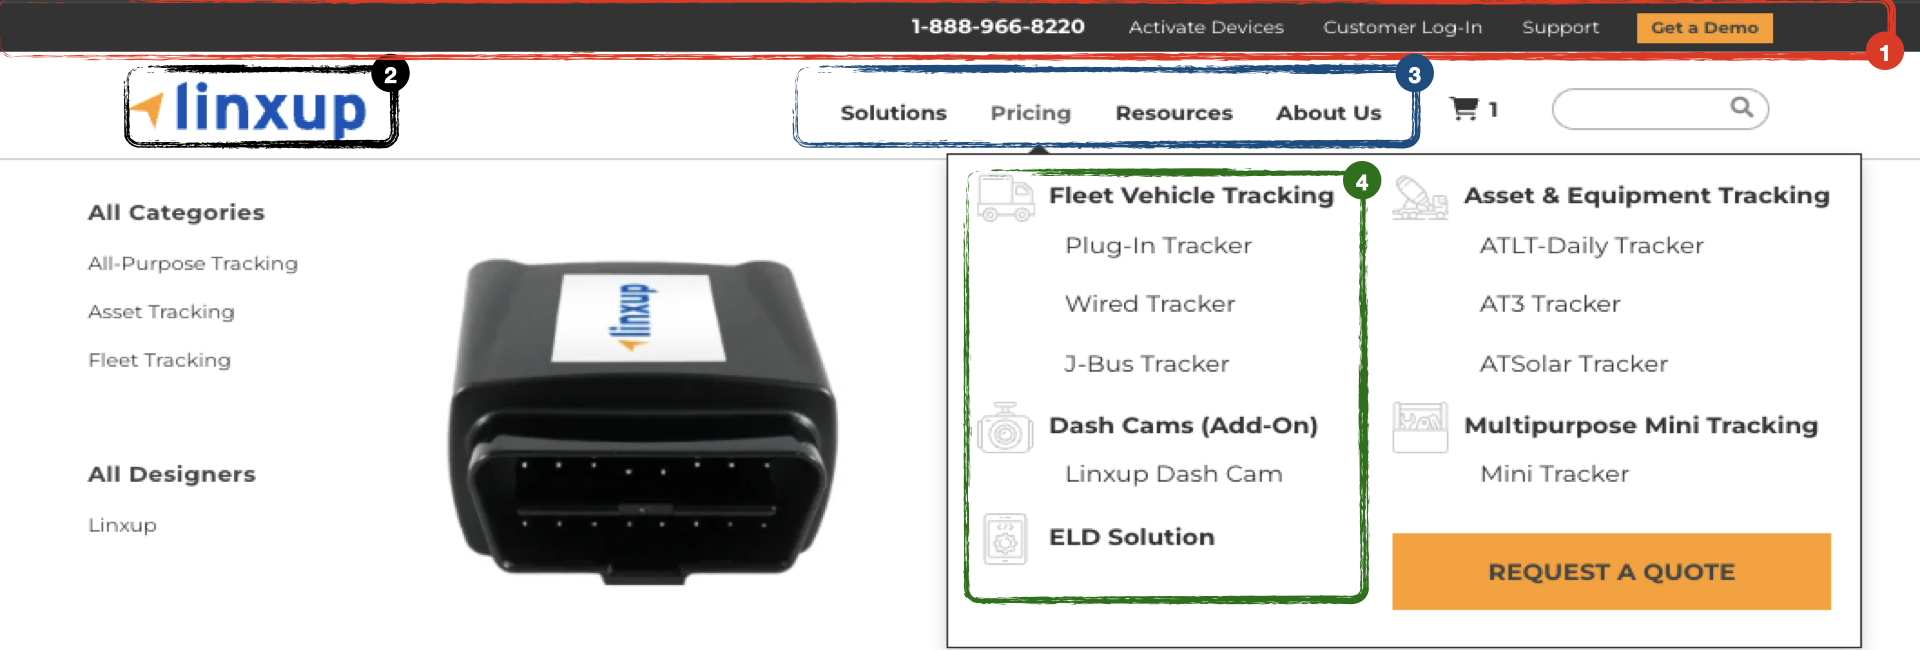 1-888-966-8220 Activate Devices Customer Log-In Support Get a Demo
1
2
3
linxup
Solutions Pricing Resources About Us 1
4
All Categories
All-Purpose Tracking
Asset Tracking
Fleet Tracking
All Designers
Linxup
linxup
Fleet Vehicle Tracking
Plug-In Tracker
Wired Tracker
J-Bus Tracker
Dash Cams (Add-On)
Linxup Dash Cam
ELD Solution
Asset & Equipment Tracking
ATLT-Daily Tracker
AT3 Tracker
ATSolar Tracker
Multipurpose Mini Tracking
Mini Tracker
REQUEST A QUOTE